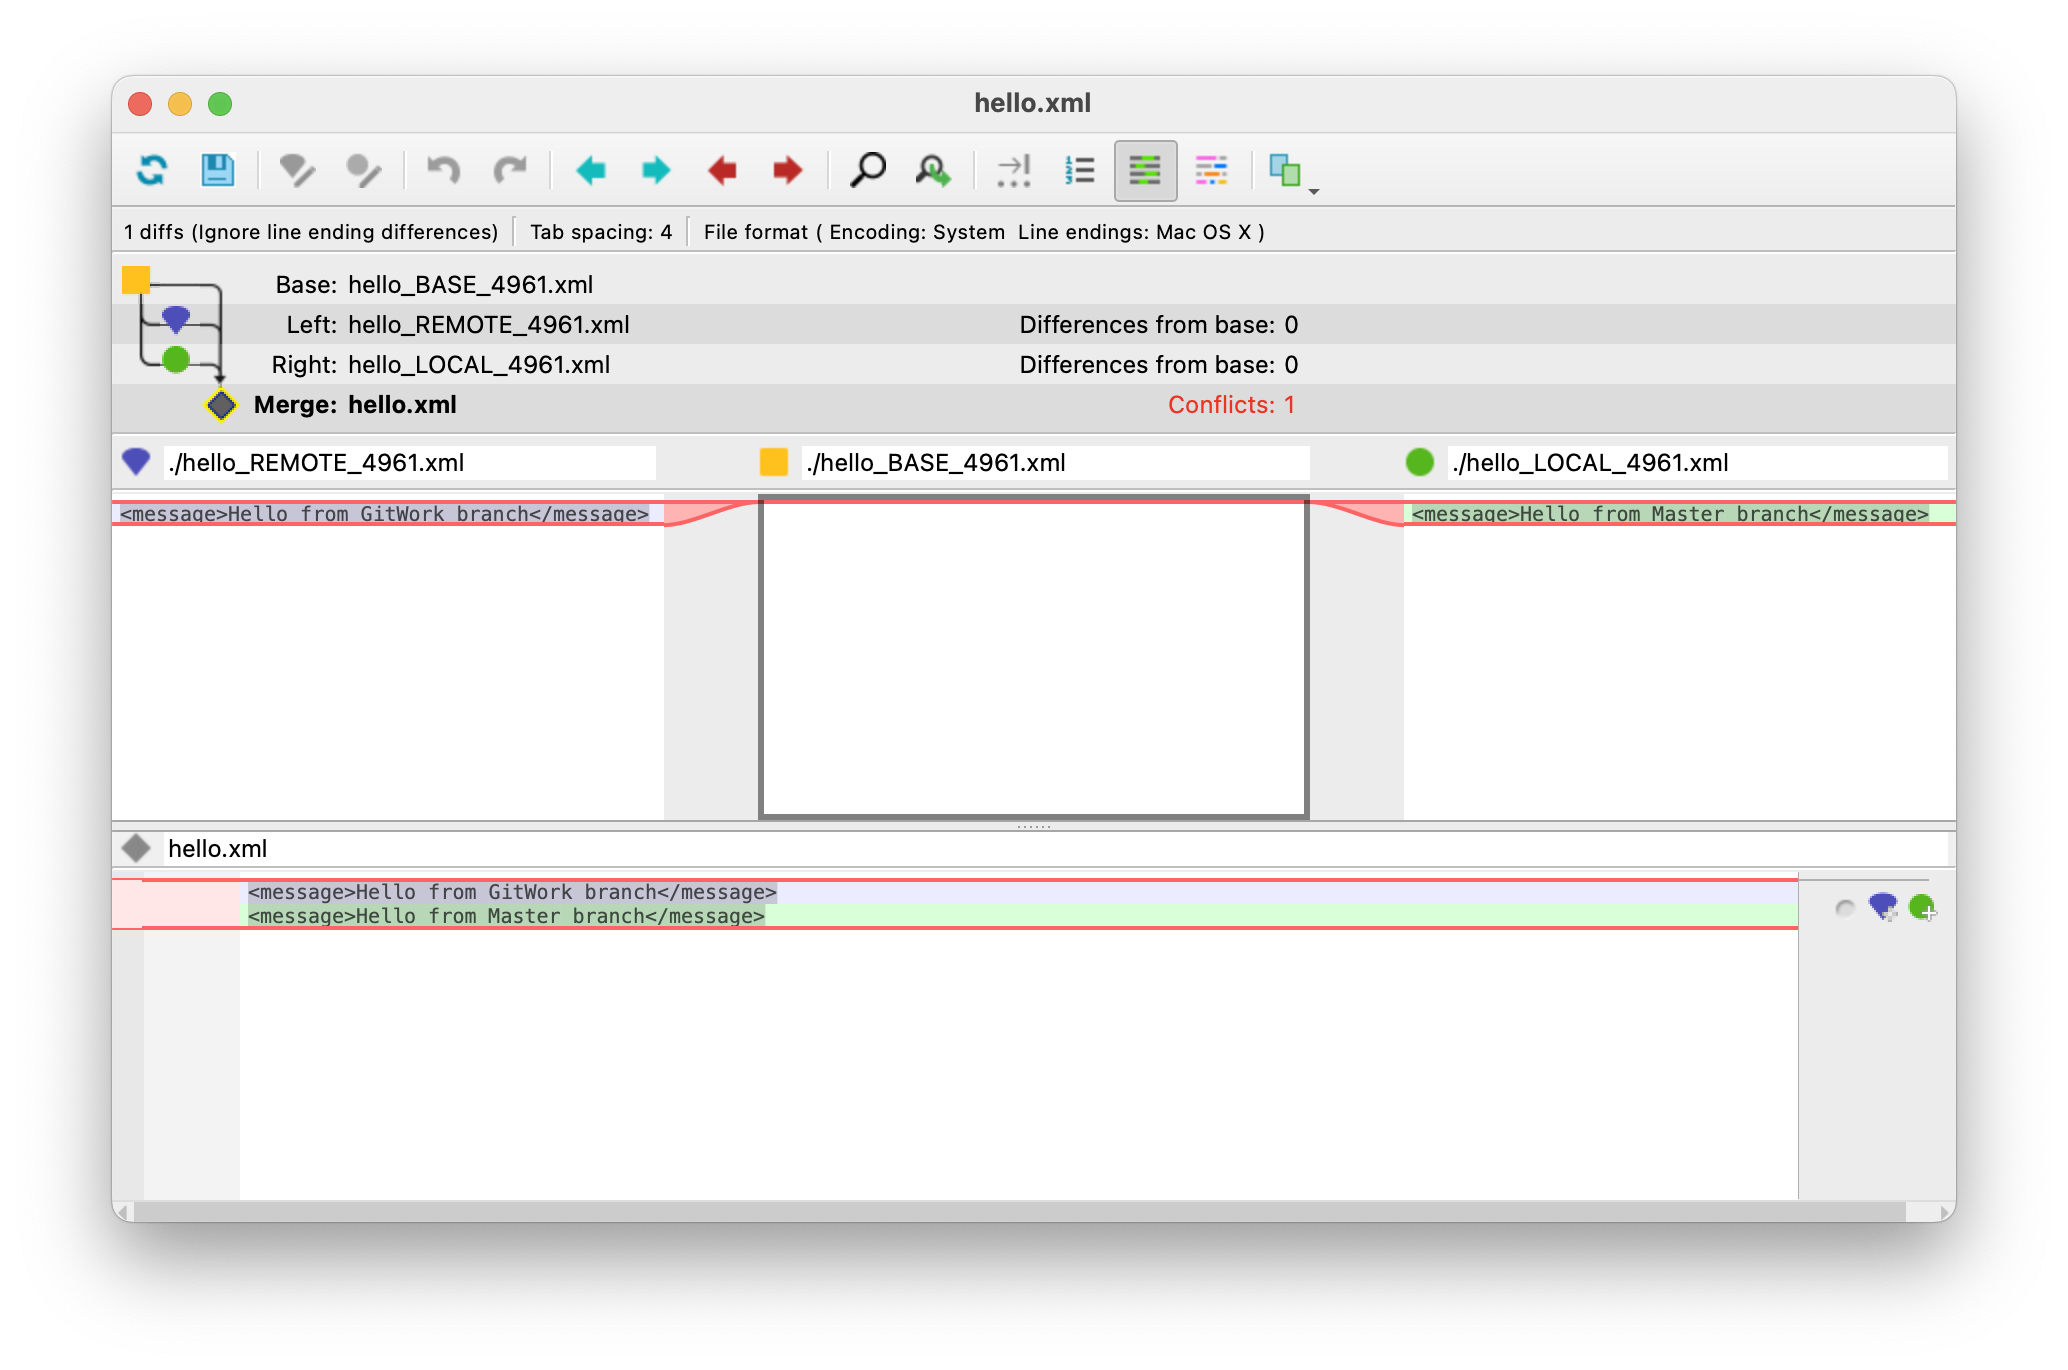 hello.xml
1 diffs (Ignore line ending differences) Tab spacing: 4 File format ( Encoding: System  Line endings: Mac OS X )
Base: hello_BASE_4961.xml
Left: hello_REMOTE_4961.xml Differences from base: 0
Right: hello_LOCAL_4961.xml Differences from base: 0
Merge: hello.xml Conflicts: 1
./hello_REMOTE_4961.xml ./hello_BASE_4961.xml ./hello_LOCAL_4961.xml
<message>Hello from GitWork branch</message> <message>Hello from Master branch</message>
hello.xml
<message>Hello from GitWork branch</message>
<message>Hello from Master branch</message>